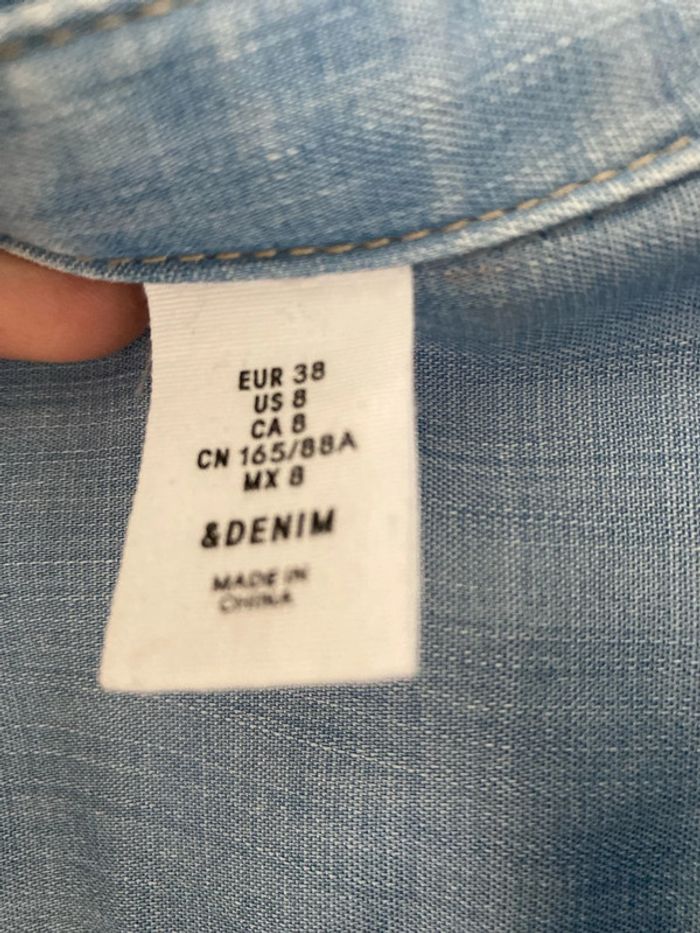 EUR 38
US 8
CA 8
CN 165/88A
MX 8
&DENIM
MADE IN
CHINA